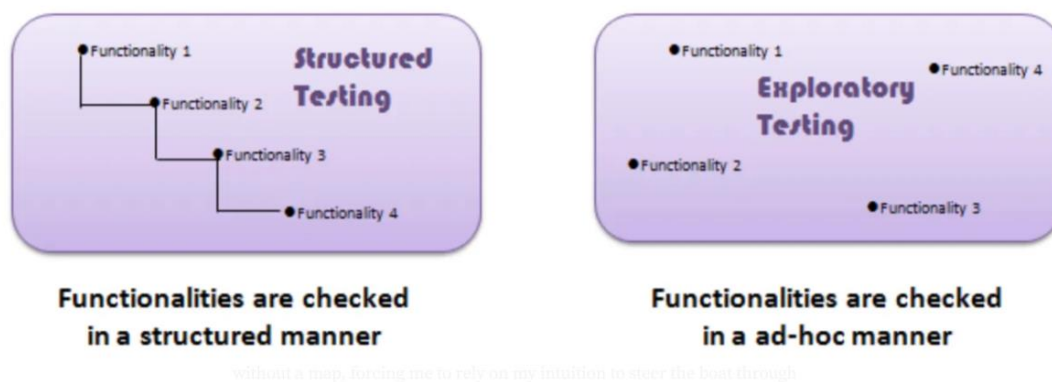 Functionality 1
Structured
Testing
Functionality 2
Functionality 3
Functionality 4
Functionalities are checked
in a structured manner
Functionality 1
Functionality 4
Exploratory
Testing
Functionality 2
Functionality 3
Functionalities are checked
in a ad-hoc manner
without a map, forcing me to rely on my intuition to steer the boat through